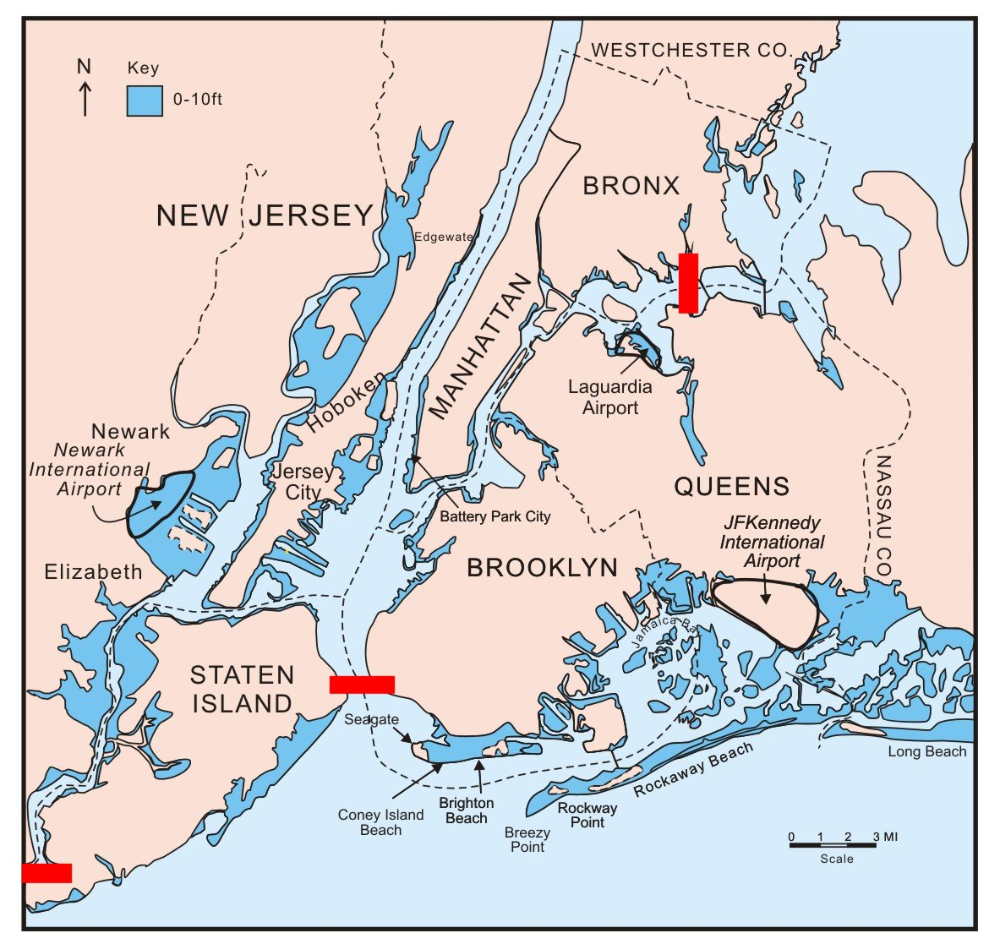 WESTCHESTER CO.
N
Key
0-10ft
BRONX
NEW JERSEY
Edgewate
MANHATTAN
Laguardia
Airport
Hoboken
Newark
Newark
International
Airport
Jersey
City
NASSAU CO
QUEENS
Battery Park City
JFKennedy
International
Airport
Elizabeth
BROOKLYN
Jamaica Bay
STATEN
ISLAND
Seagate
Long Beach
Rockaway Beach
Brighton
Beach
Rockway
Point
Coney Island
Beach
Breezy
Point
0 1 2 3 MI
Scale